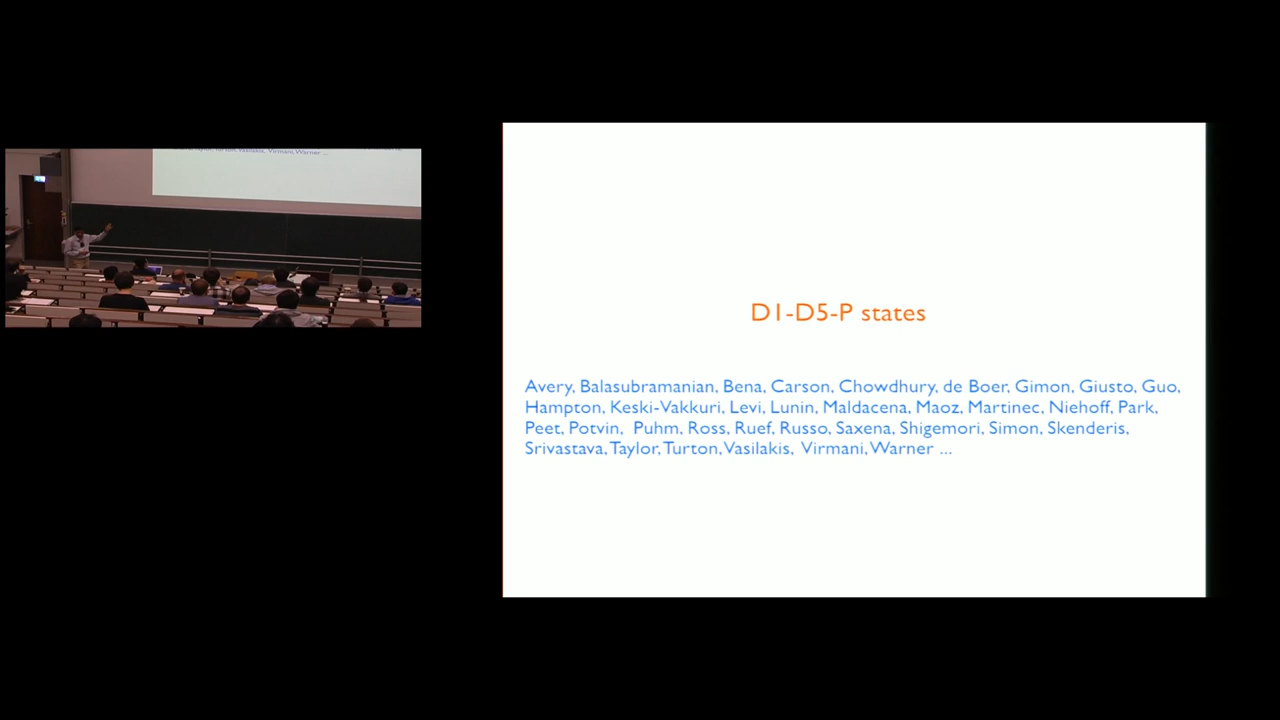 D1-D5-P states
Avery, Balasubramanian, Bena, Carson, Chowdhury, de Boer, Gimon, Giusto, Guo,
Hampton, Keski-Vakkuri, Levi, Lunin, Maldacena, Maoz, Martinec, Niehoff, Park,
Peet, Potvin, Puhm, Ross, Ruef, Russo, Saxena, Shigemori, Simon, Skenderis,
Srivastava, Taylor, Turton, Vasilakis, Virmani, Warner ...